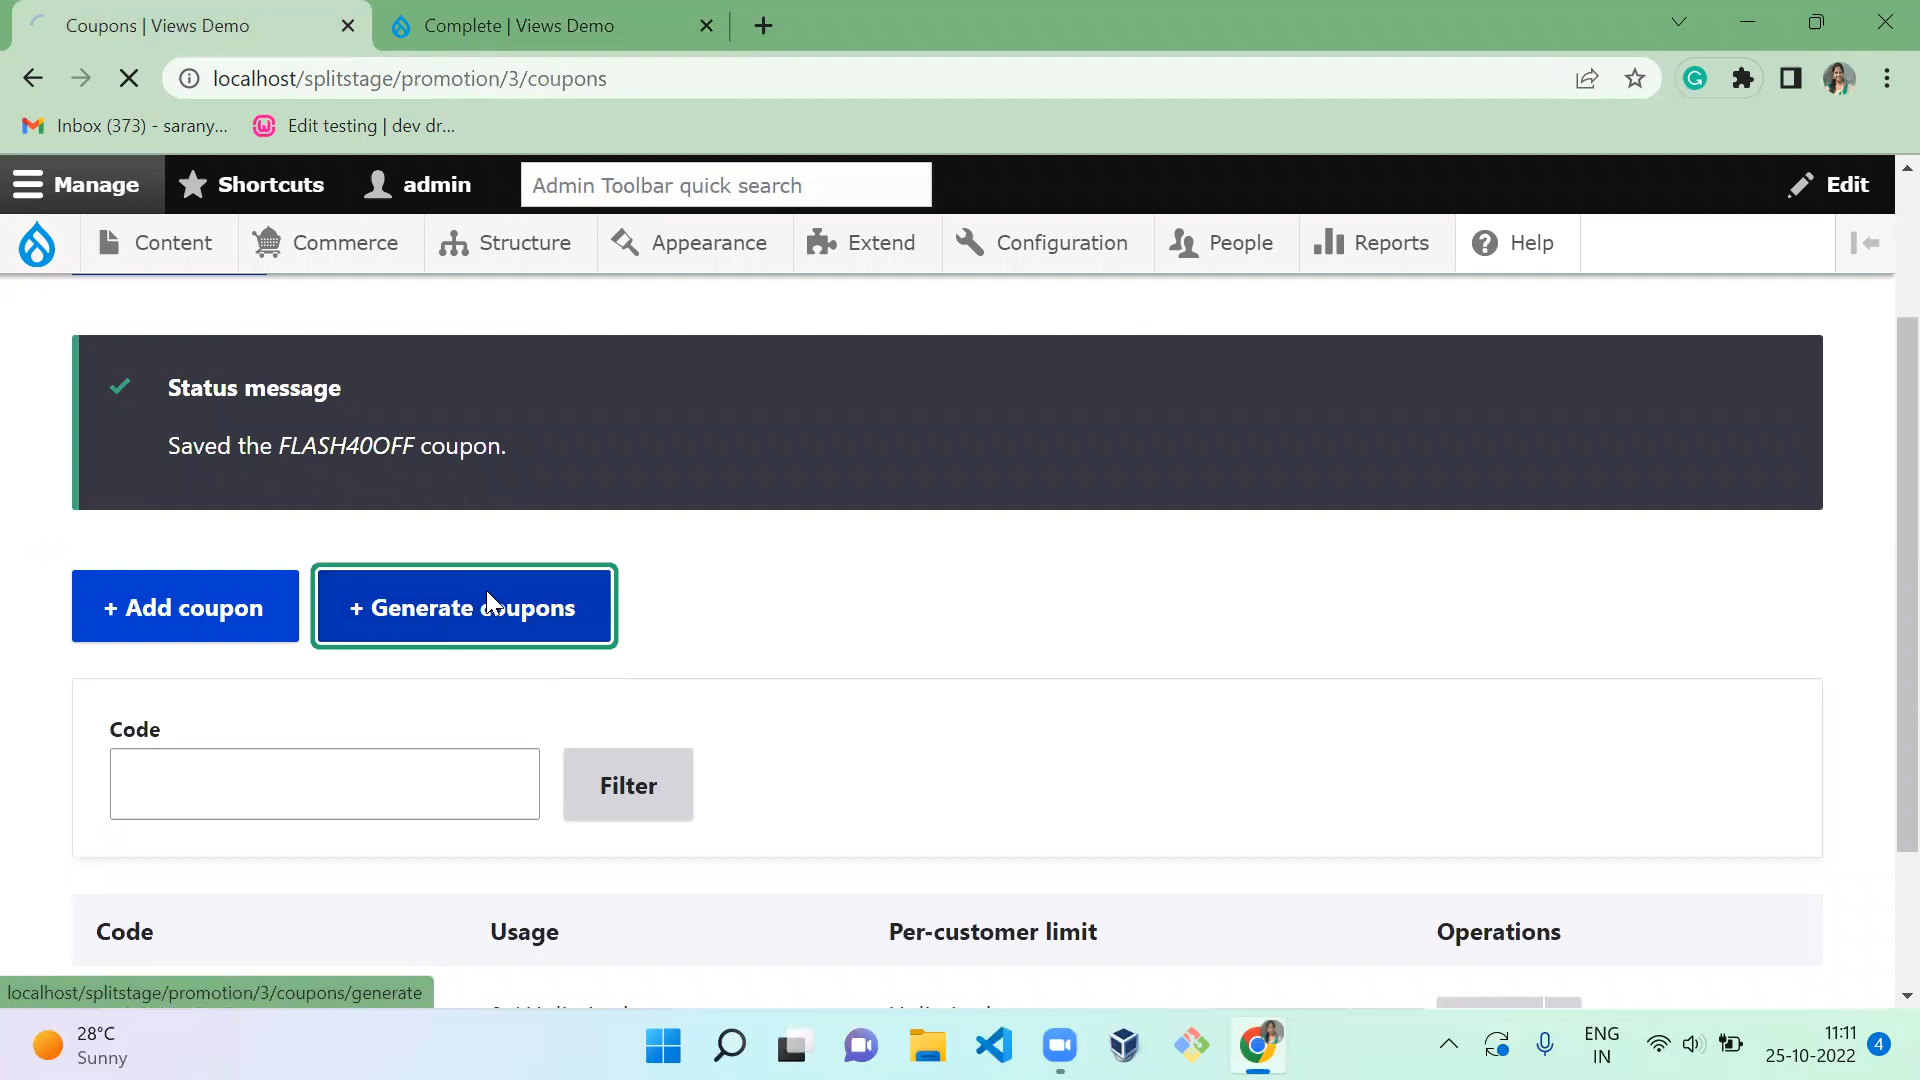 Coupons | Views Demo
Complete | Views Demo
localhost/splitstage/promotion/3/coupons
Inbox (373) - sarany...
Edit testing | dev dr...
Manage
Shortcuts
admin
Admin Toolbar quick search
Edit
Content
Commerce
Structure
Appearance
Extend
Configuration
People
Reports
Help
Status message
Saved the FLASH40OFF coupon.
+ Add coupon
+ Generate coupons
Code
Filter
Code Usage Per-customer limit Operations
localhost/splitstage/promotion/3/coupons/generate
28°C
Sunny
ENG
IN
11:11
25-10-2022
4